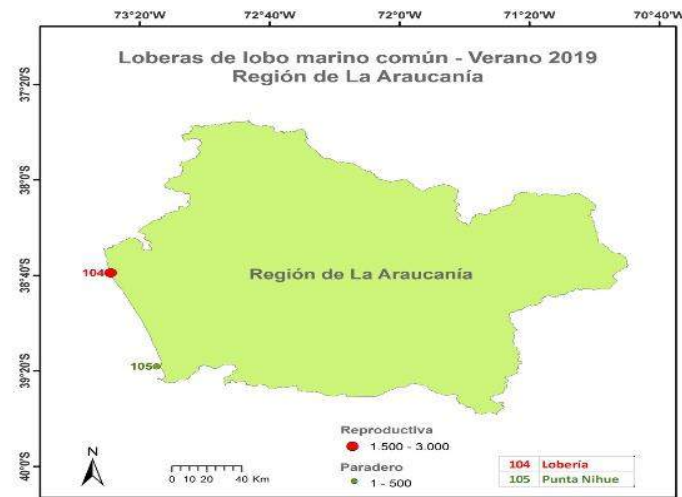 73°20'W 72°40'W 72°0'W 71°20'W 70°40'W
Loberas de lobo marino común - Verano 2019
Región de La Araucanía
37°20'S
38°0'S
38°40'S
39°20'S
40°0'S
104
Región de La Araucanía
105
Reproductiva
1.500 - 3.000
Paradero
1 - 500
N
0 10 20 40 Km
104 Lobería
105 Punta Nihue